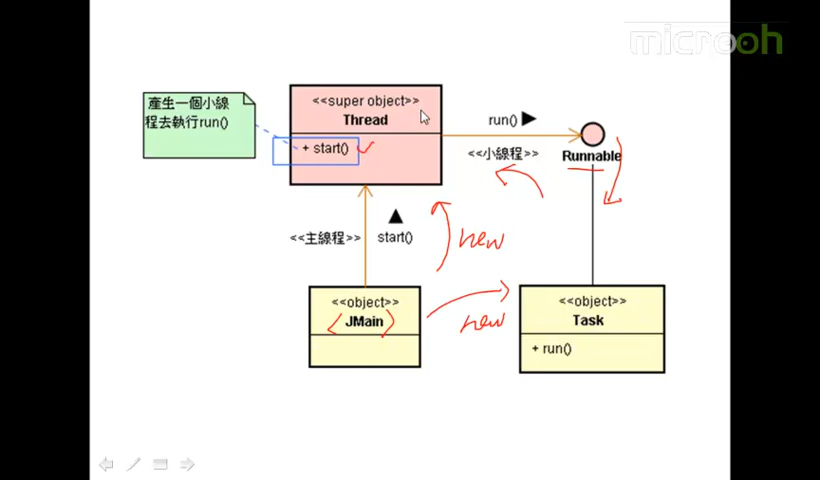 microoh
產生一個小線
程去執行run()
<<super object>>
Thread
+ start()
run() ▶
<<小線程>>
Runnable
<<主線程>>
▲
start()
new
<<object>>
JMain
new
<<object>>
Task
+ run()